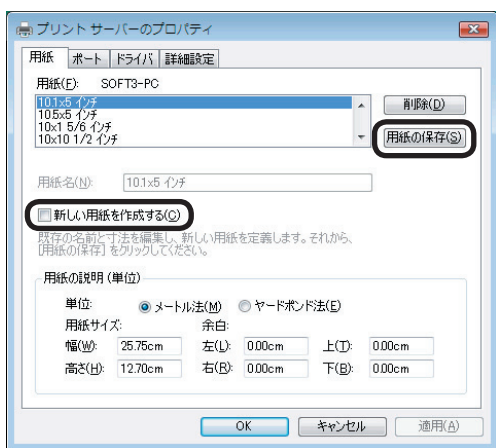 プリント サーバーのプロパティ
用紙 ポート ドライバ 詳細設定
用紙(F): SOFT3-PC
10.1x5 インチ
10.5x5 インチ
10x1 5/6 インチ
10x10 1/2 インチ
削除(D)
用紙の保存(S)
用紙名(N): 10.1x5 インチ
新しい用紙を作成する(C)
既存の名前と寸法を編集し、新しい用紙を定義します。それから、
[用紙の保存] をクリックしてください。
用紙の説明 (単位)
単位: メートル法(M) ヤードポンド法(E)
用紙サイズ: 余白:
幅(W): 25.75cm 左(L): 0.00cm 上(T): 0.00cm
高さ(H): 12.70cm 右(R): 0.00cm 下(B): 0.00cm
OK キャンセル 適用(A)